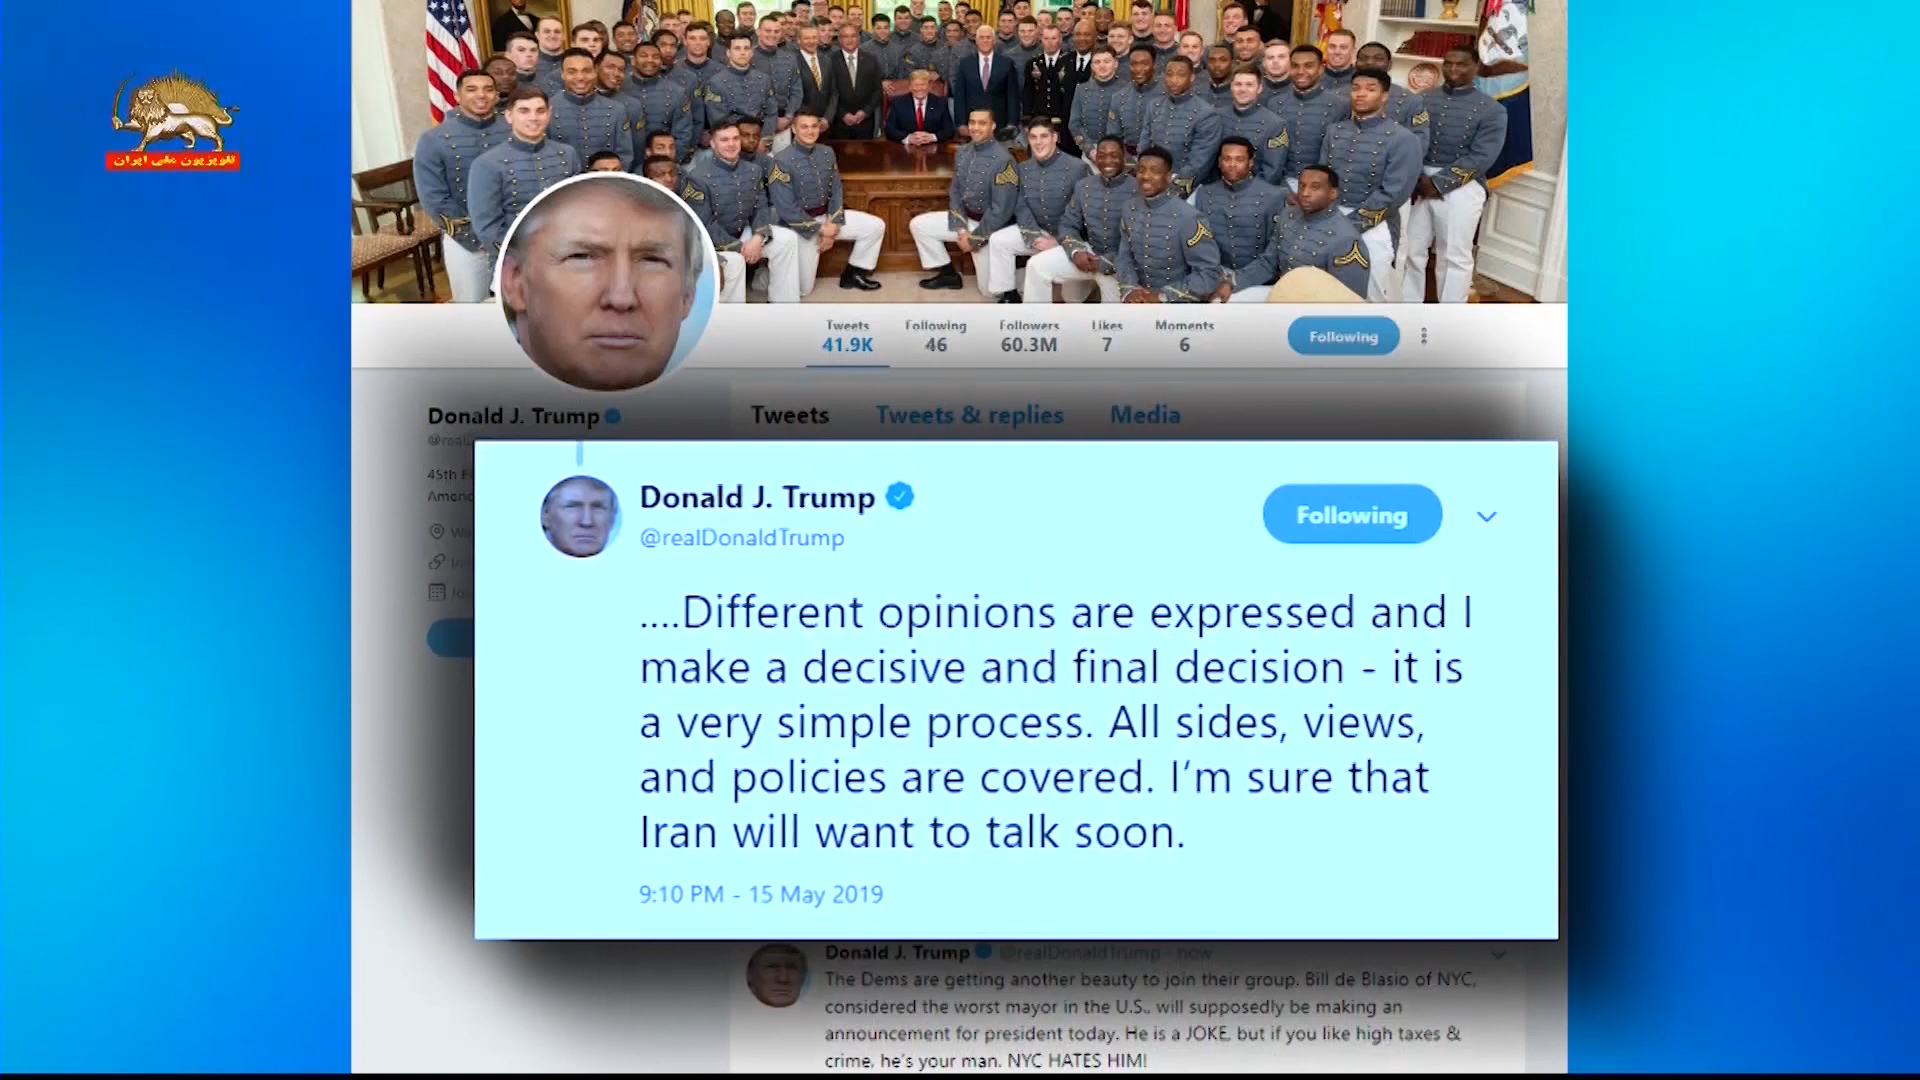 تلویزیون ملی ایران
Tweets Following Followers Likes Moments
41.9K 46 60.3M 7 6
Following
Donald J. Trump
Tweets Tweets & replies Media
45th
Donald J. Trump
@realDonaldTrump
Following
....Different opinions are expressed and I
make a decisive and final decision - it is
a very simple process. All sides, views,
and policies are covered. I'm sure that
Iran will want to talk soon.
9:10 PM - 15 May 2019
Donald J. Trump @realDonaldTrump - now
The Dems are getting another beauty to join their group. Bill de Blasio of NYC,
considered the worst mayor in the U.S., will supposedly be making an
announcement for president today. He is a JOKE, but if you like high taxes &
crime, he's your man. NYC HATES HIM!